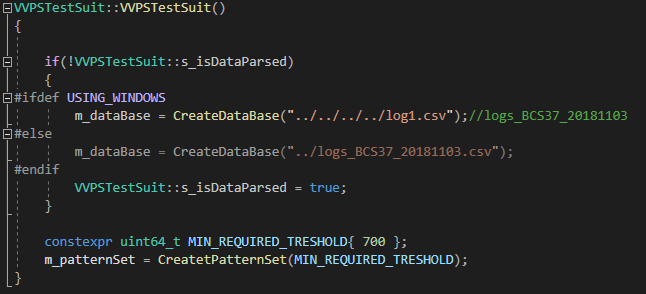 VVPSTestSuit::VVPSTestSuit()
{
if(!VVPSTestSuit::s_isDataParsed)
{
#ifdef USING_WINDOWS
m_dataBase = CreateDataBase("../../../../log1.csv");//logs_BCS37_20181103
#else
m_dataBase = CreateDataBase("../logs_BCS37_20181103.csv");
#endif
VVPSTestSuit::s_isDataParsed = true;
}
constexpr uint64_t MIN_REQUIRED_TRESHOLD{ 700 };
m_patternSet = CreatetPatternSet(MIN_REQUIRED_TRESHOLD);
}